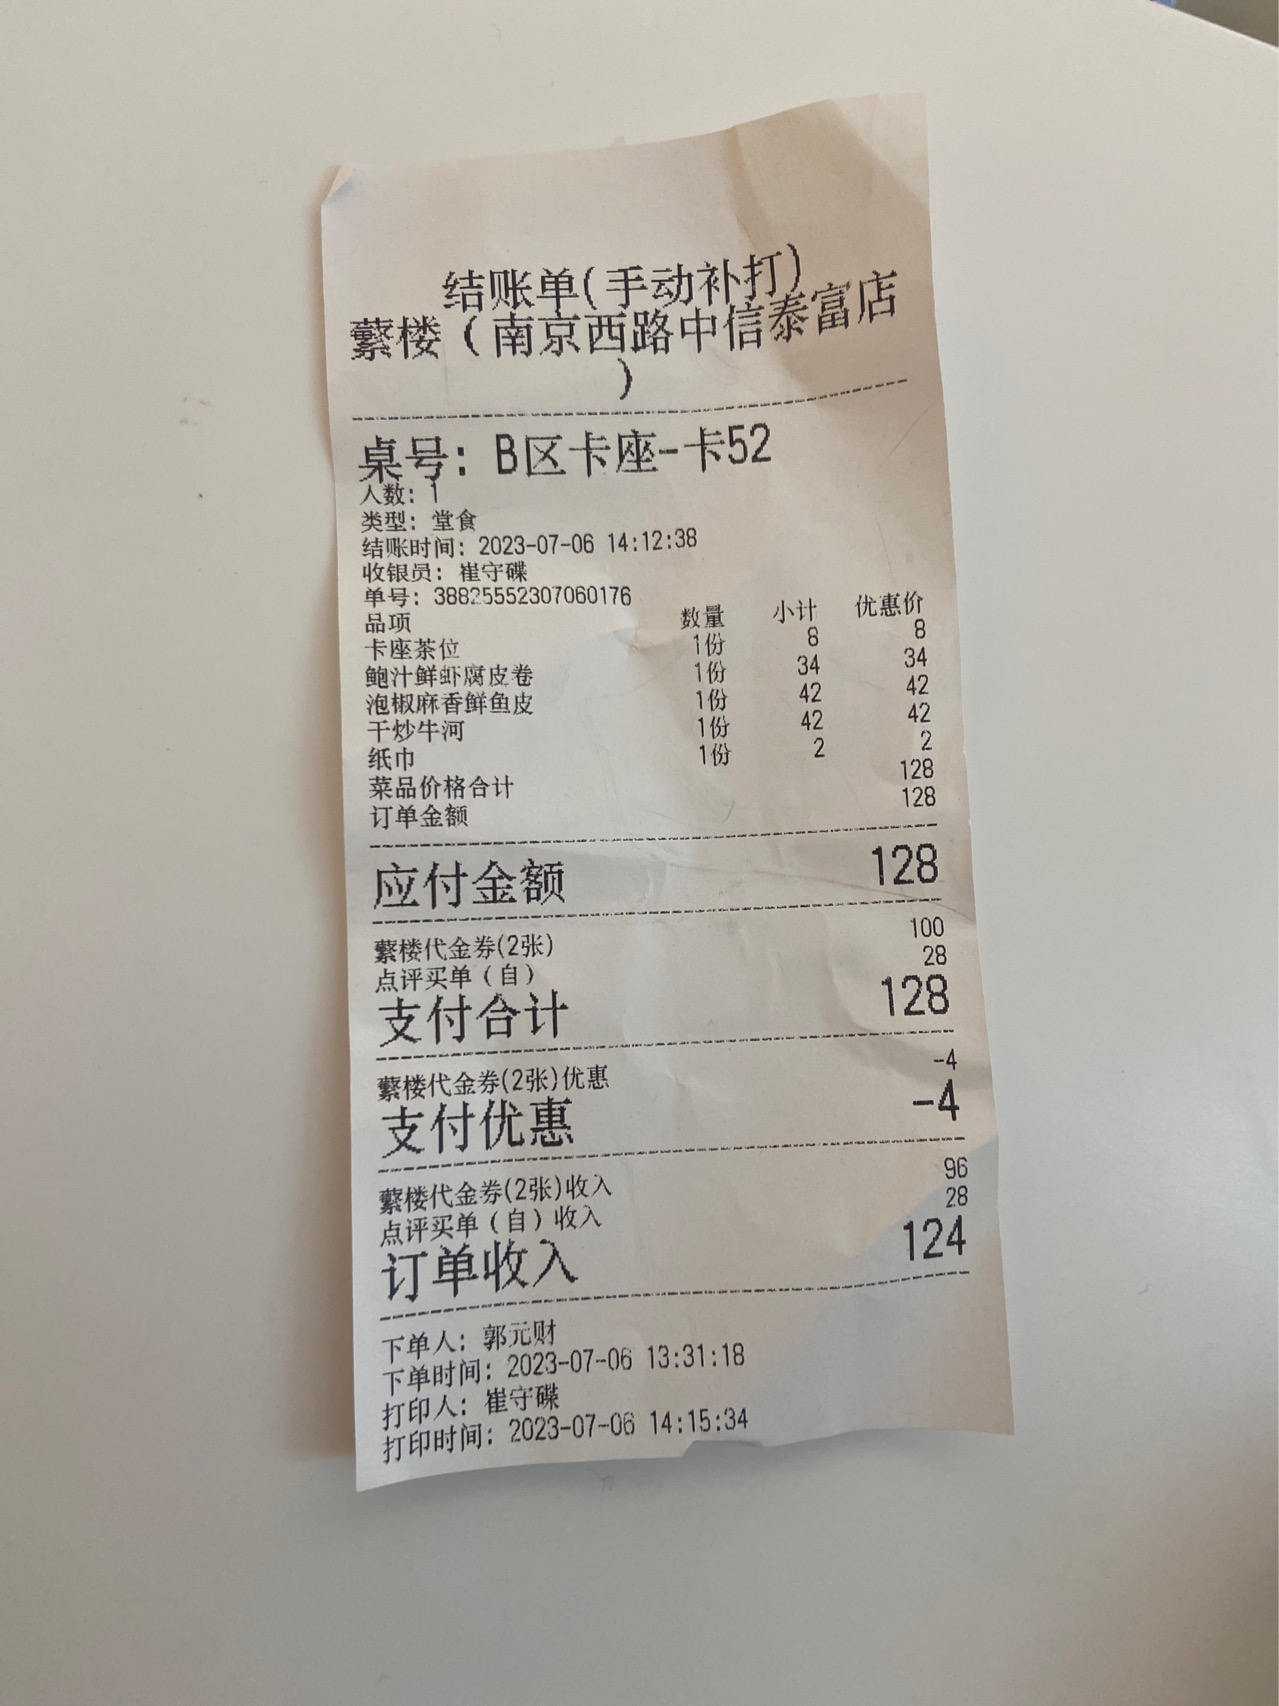 结账单(手动补打)
蘩楼（南京西路中信泰富店
）
桌号: B区卡座-卡52
人数: 1
类型: 堂食
结账时间: 2023-07-06 14:12:38
收银员: 崔守碟
单号: 38825552307060176
品项 数量 小计 优惠价
卡座茶位 1份 8 8
鲍汁鲜虾腐皮卷 1份 34 34
泡椒麻香鲜鱼皮 1份 42 42
干炒牛河 1份 42 42
纸巾 1份 2 2
菜品价格合计 128
订单金额 128
应付金额 128
蘩楼代金券(2张) 100
点评买单（自） 28
支付合计 128
蘩楼代金券(2张)优惠 -4
支付优惠 -4
蘩楼代金券(2张)收入 96
点评买单（自）收入 28
订单收入 124
下单人: 郭元财
下单时间: 2023-07-06 13:31:18
打印人: 崔守碟
打印时间: 2023-07-06 14:15:34